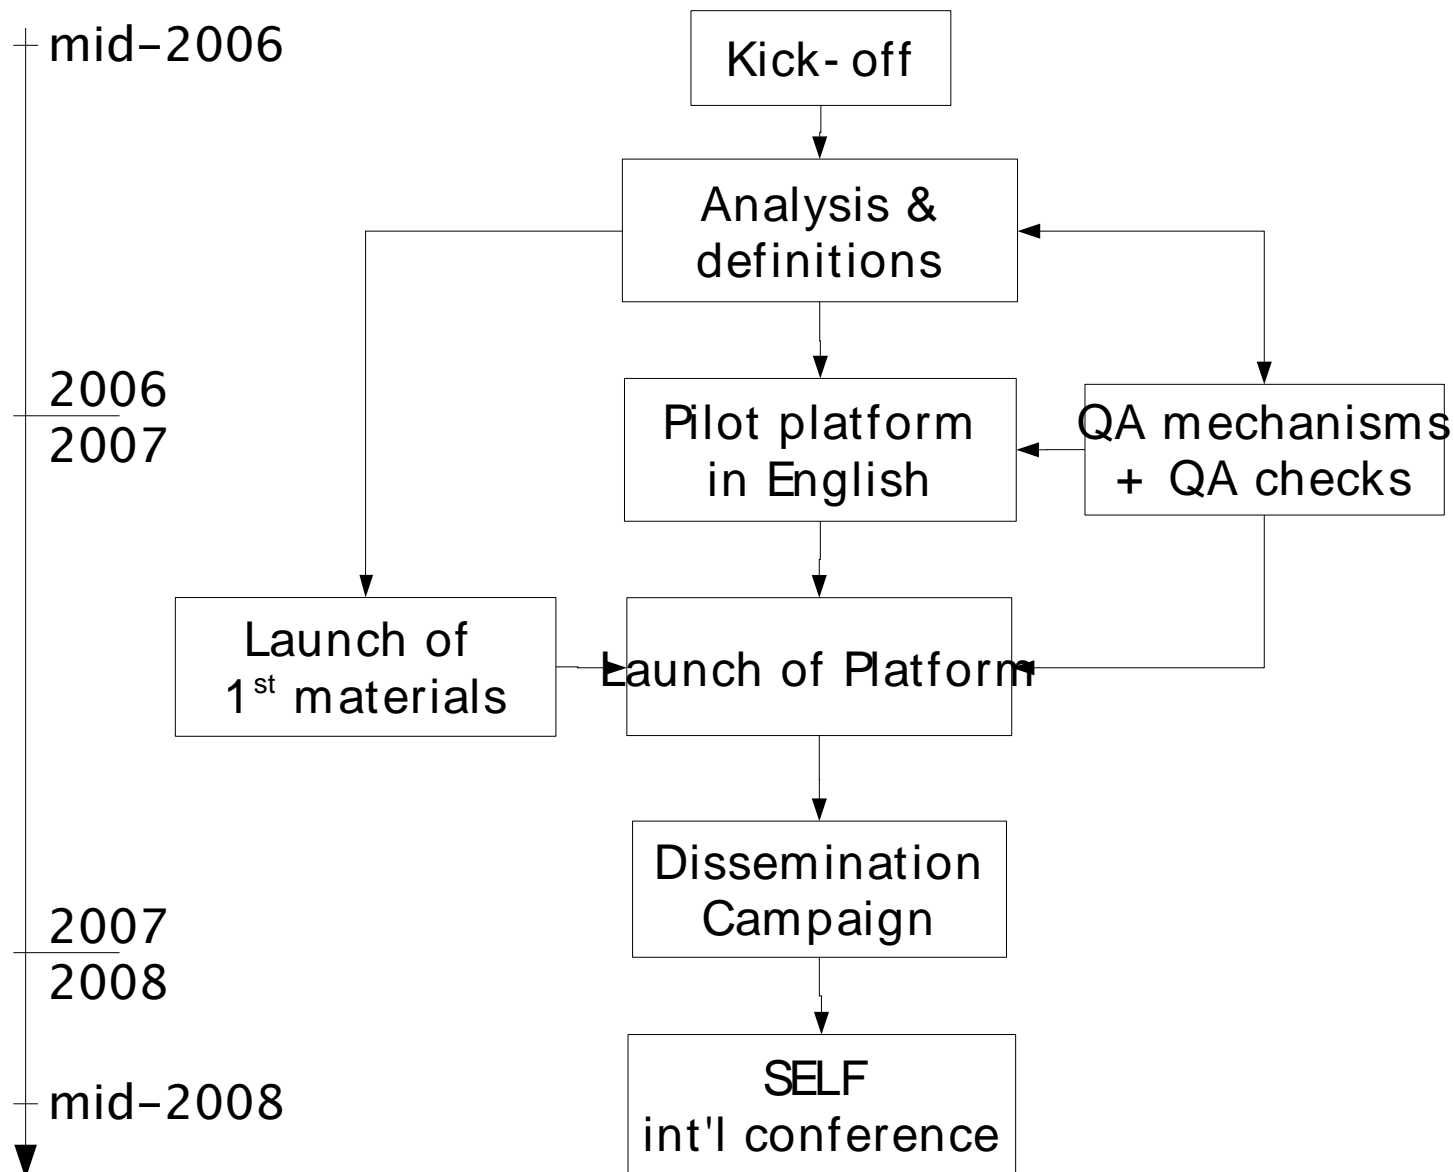 mid-2006
Kick-off
Analysis &
definitions
2006
2007
Pilot platform
in English
QA mechanisms
+ QA checks
Launch of
1st materials
Launch of Platform
Dissemination
Campaign
2007
2008
mid-2008
SELF
int'l conference